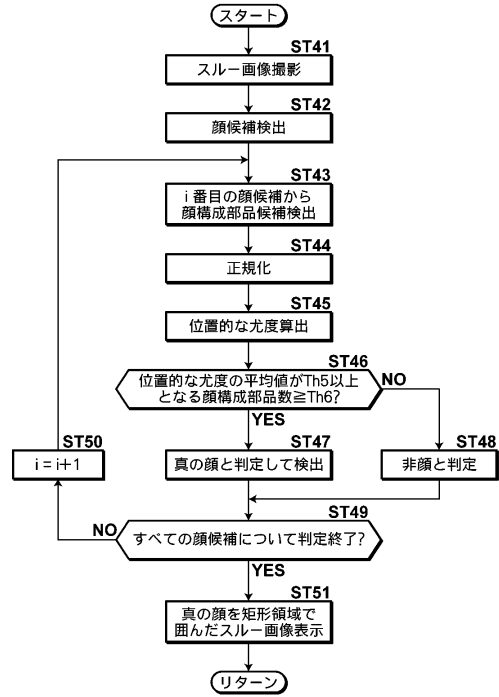 スタート
ST41
スルー画像撮影
ST42
顔候補検出
ST43
i番目の顔候補から
顔構成部品候補検出
ST44
正規化
ST45
位置的な尤度算出
ST46
位置的な尤度の平均値がTh5以上
となる顔構成部品数≧Th6?
NO
YES
ST47
真の顔と判定して検出
ST48
非顔と判定
ST50
i=i+1
ST49
すべての顔候補について判定終了?
NO
YES
ST51
真の顔を矩形領域で
囲んだスルー画像表示
リターン